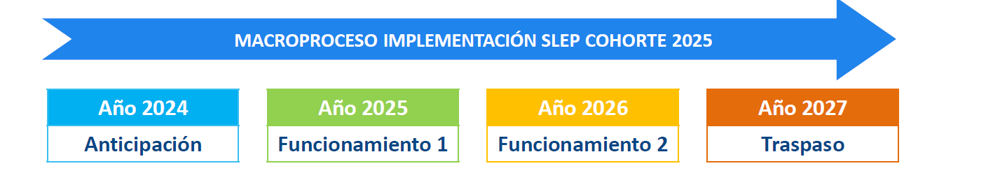 MACROPROCESO IMPLEMENTACIÓN SLEP COHORTE 2025
Año 2024
Anticipación
Año 2025
Funcionamiento 1
Año 2026
Funcionamiento 2
Año 2027
Traspaso